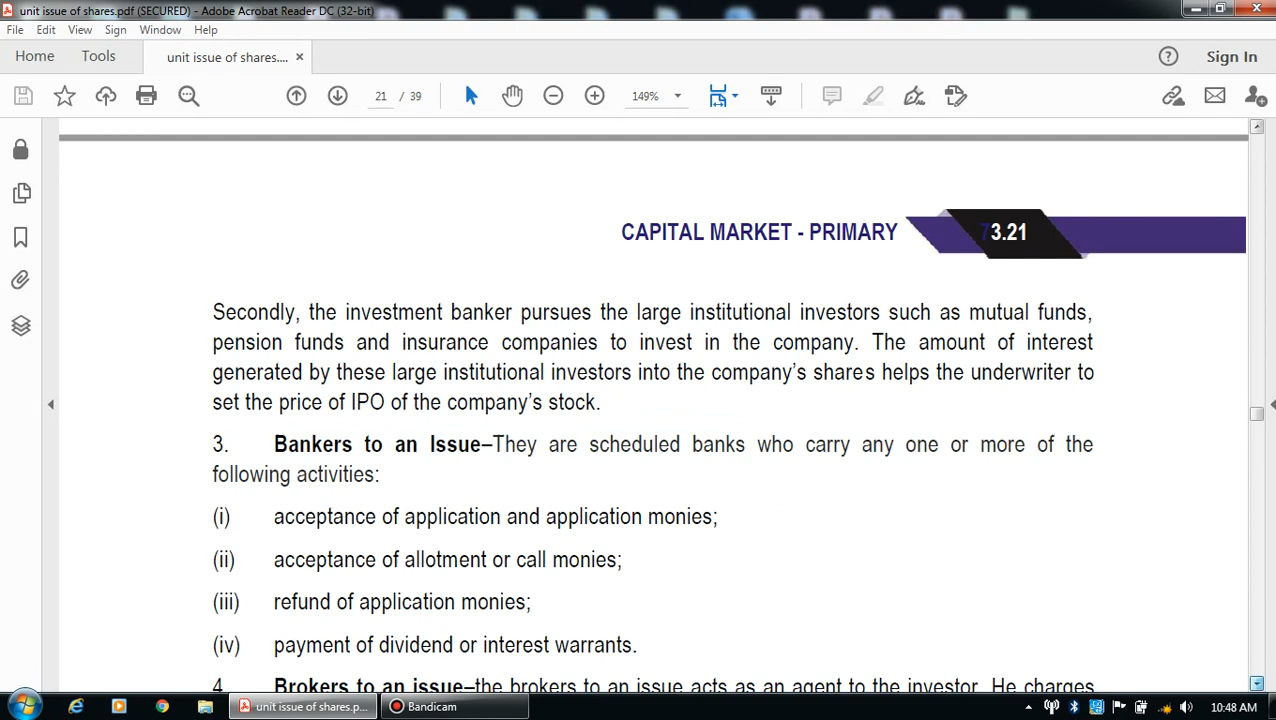 unit issue of shares.pdf (SECURED) - Adobe Acrobat Reader DC (32-bit)
File Edit View Sign Window Help
Home Tools unit issue of shares.... × ? Sign In
21 / 39 149%
CAPITAL MARKET - PRIMARY 73.21
Secondly, the investment banker pursues the large institutional investors such as mutual funds,
pension funds and insurance companies to invest in the company. The amount of interest
generated by these large institutional investors into the company’s shares helps the underwriter to
set the price of IPO of the company’s stock.
3. Bankers to an Issue–They are scheduled banks who carry any one or more of the
following activities:
(i) acceptance of application and application monies;
(ii) acceptance of allotment or call monies;
(iii) refund of application monies;
(iv) payment of dividend or interest warrants.
4. Brokers to an issue–the brokers to an issue acts as an agent to the investor. He charges
unit issue of shares.p... Bandicam 10:48 AM